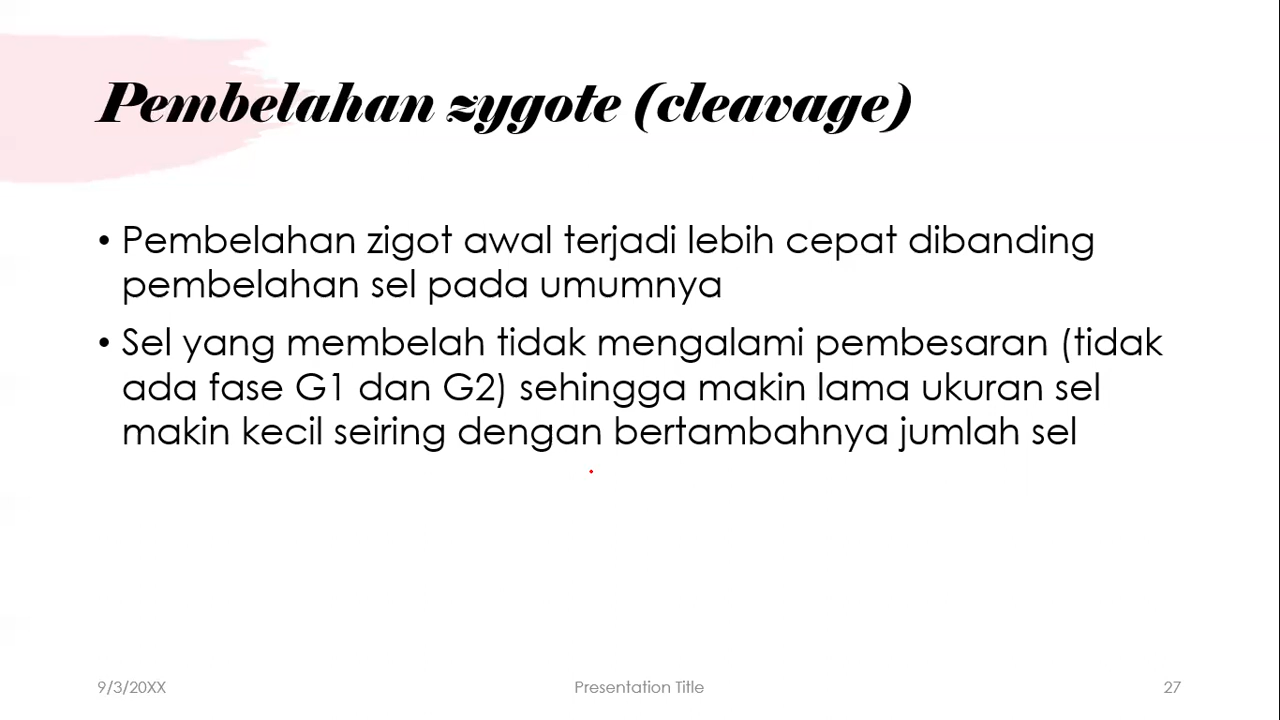 Pembelahan zygote (cleavage)
• Pembelahan zigot awal terjadi lebih cepat dibanding
pembelahan sel pada umumnya
• Sel yang membelah tidak mengalami pembesaran (tidak
ada fase G1 dan G2) sehingga makin lama ukuran sel
makin kecil seiring dengan bertambahnya jumlah sel
9/3/20XX
Presentation Title
27